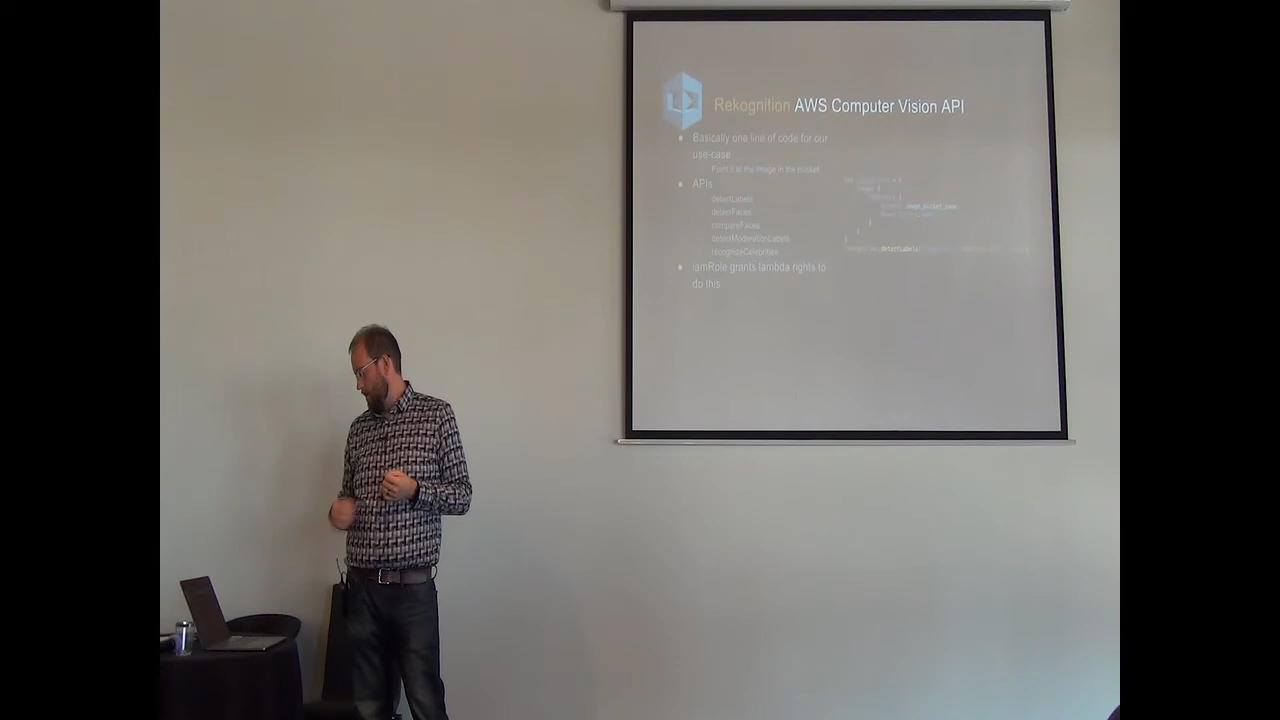 Rekognition AWS Computer Vision API
Basically one line of code for our
use-case
Point it at the image in the bucket
APIs
detectLabels
detectFaces
compareFaces
detectModerationLabels
recognizeCelebrities
iamRole grants lambda rights to
do this